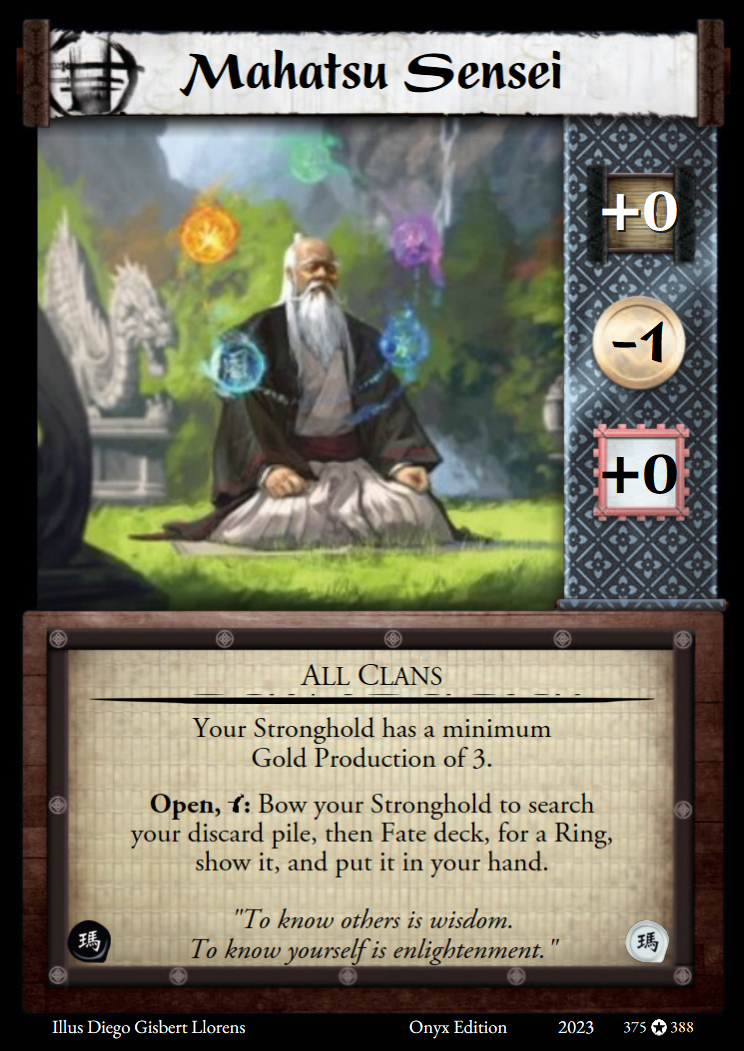 Mahatsu Sensei
+0
-1
+0
ALL CLANS
Your Stronghold has a minimum
Gold Production of 3.
Open, : Bow your Stronghold to search
your discard pile, then Fate deck, for a Ring,
show it, and put it in your hand.
"To know others is wisdom.
To know yourself is enlightenment."
瑪 瑪
Illus Diego Gisbert Llorens Onyx Edition 2023 375 388